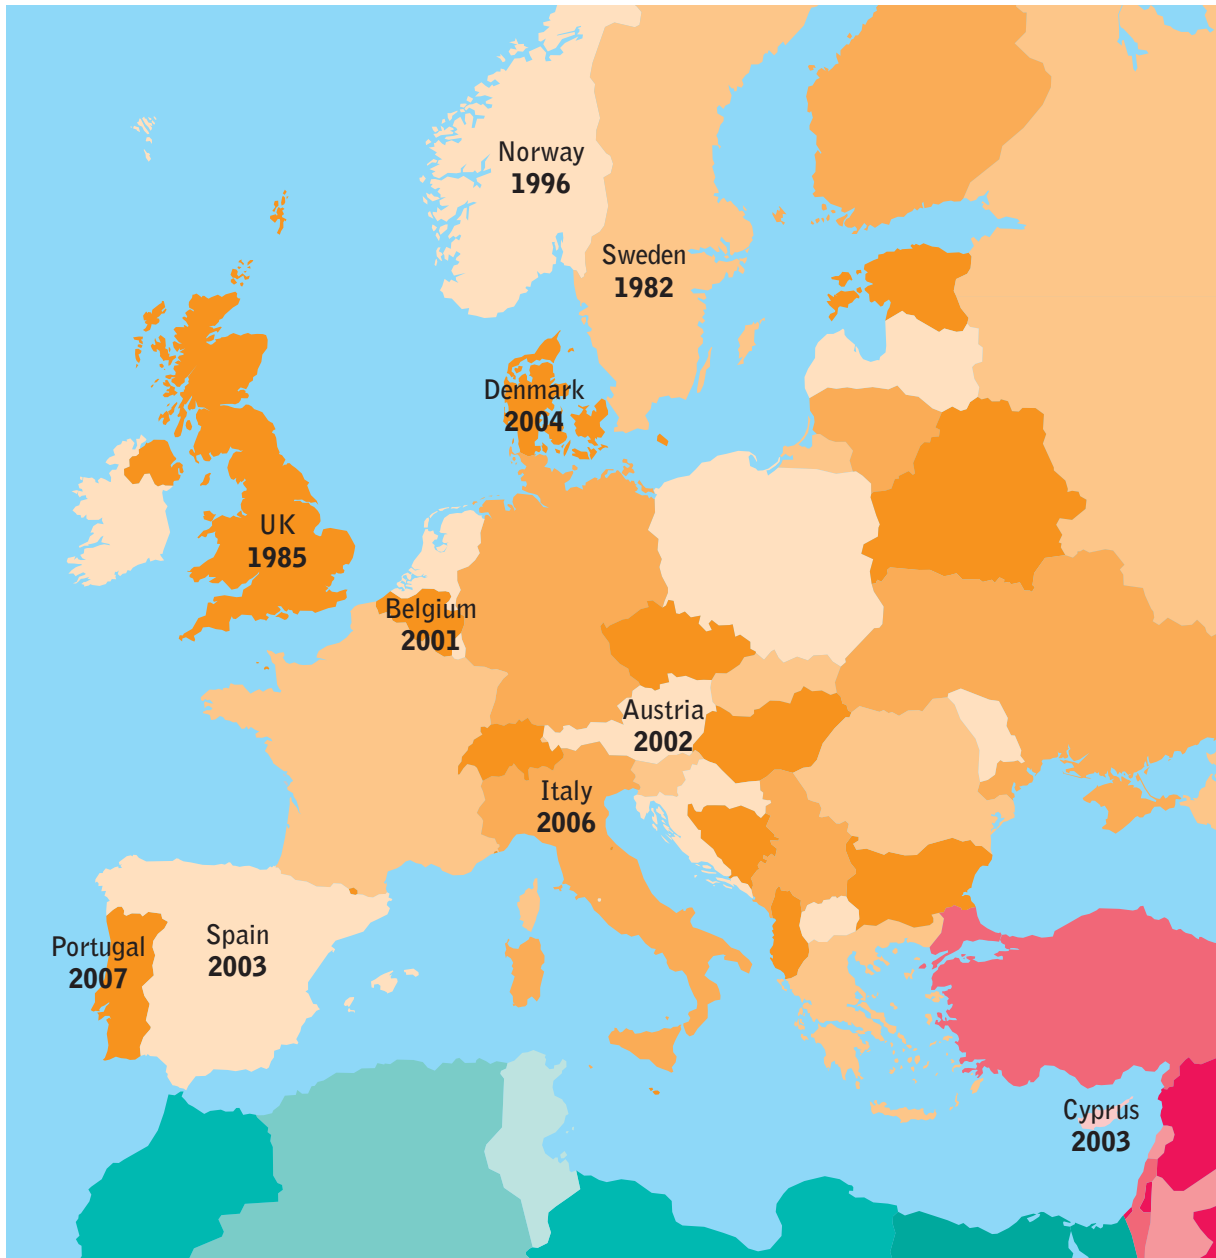 Norway
1996
Sweden
1982
Denmark
2004
UK
1985
Belgium
2001
Austria
2002
Italy
2006
Portugal
2007
Spain
2003
Cyprus
2003